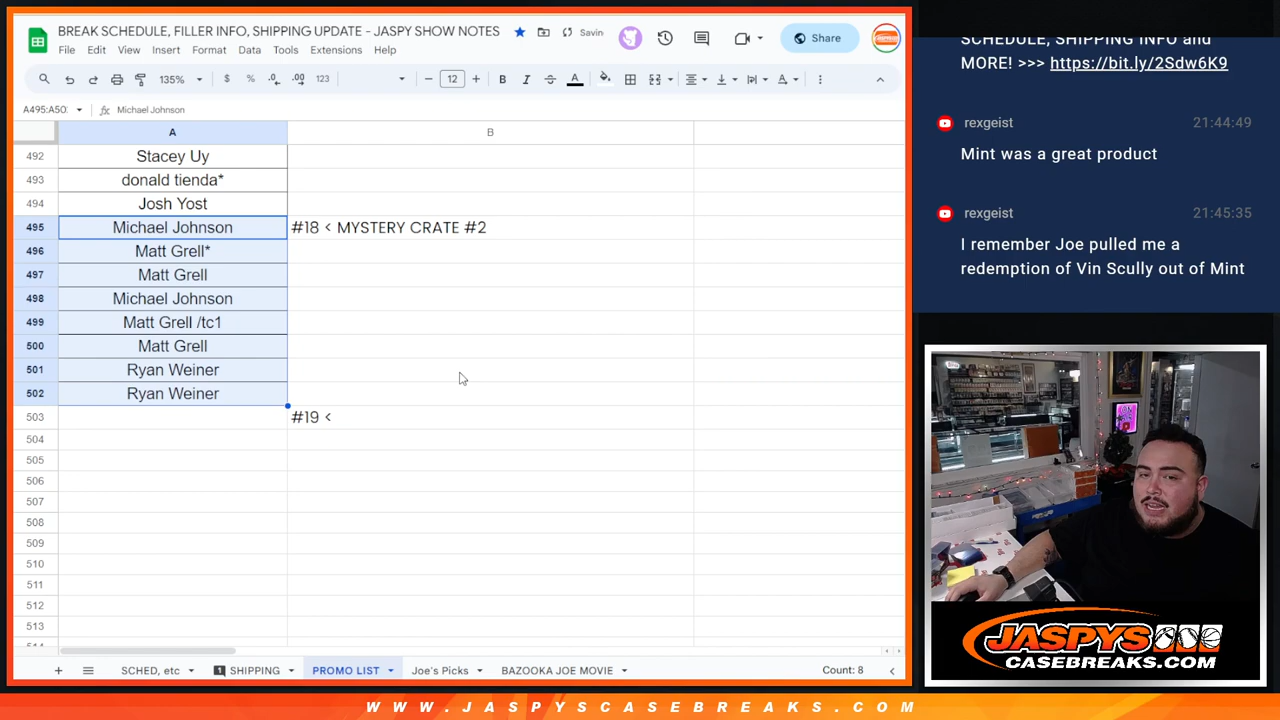 BREAK SCHEDULE, FILLER INFO, SHIPPING UPDATE - JASPY SHOW NOTES
Savin
Share
File Edit View Insert Format Data Tools Extensions Help
135% $ % .0 .00 123 12 B I A
A495:A50 fx Michael Johnson
A B
492 Stacey Uy
493 donald tienda*
494 Josh Yost
495 Michael Johnson #18 < MYSTERY CRATE #2
496 Matt Grell*
497 Matt Grell
498 Michael Johnson
499 Matt Grell /tc1
500 Matt Grell
501 Ryan Weiner
502 Ryan Weiner
503 #19 <
504
505
506
507
508
509
510
511
512
513
SCHED, etc SHIPPING PROMO LIST Joe's Picks BAZOOKA JOE MOVIE Count: 8
SCHEDULE, SHIPPING INFO and
MORE! >>> https://bit.ly/2Sdw6K9
rexgeist 21:44:49
Mint was a great product
rexgeist 21:45:35
I remember Joe pulled me a
redemption of Vin Scully out of Mint
JASPYS
CASEBREAKS.COM
WWW.JASPYSCASEBREAKS.COM